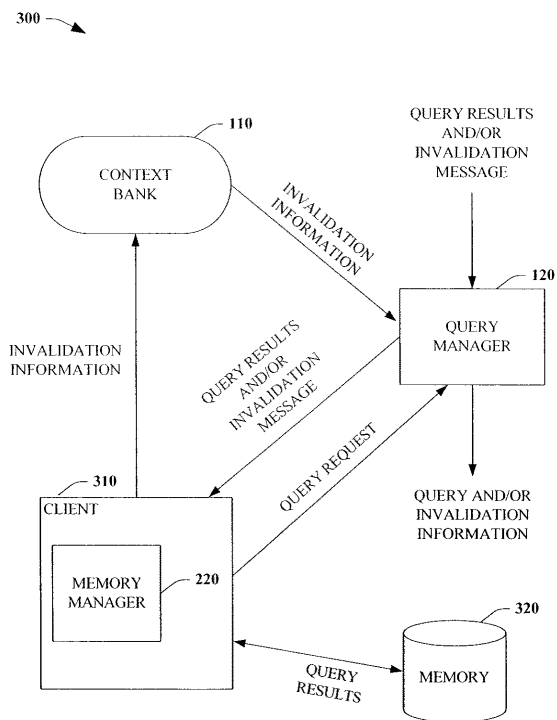 300
110
CONTEXT
BANK
QUERY RESULTS
AND/OR
INVALIDATION
MESSAGE
INVALIDATION
INFORMATION
120
QUERY
MANAGER
INVALIDATION
INFORMATION
QUERY RESULTS
AND/OR
INVALIDATION
MESSAGE
QUERY REQUEST
QUERY AND/OR
INVALIDATION
INFORMATION
310
CLIENT
MEMORY
MANAGER
220
320
MEMORY
QUERY
RESULTS